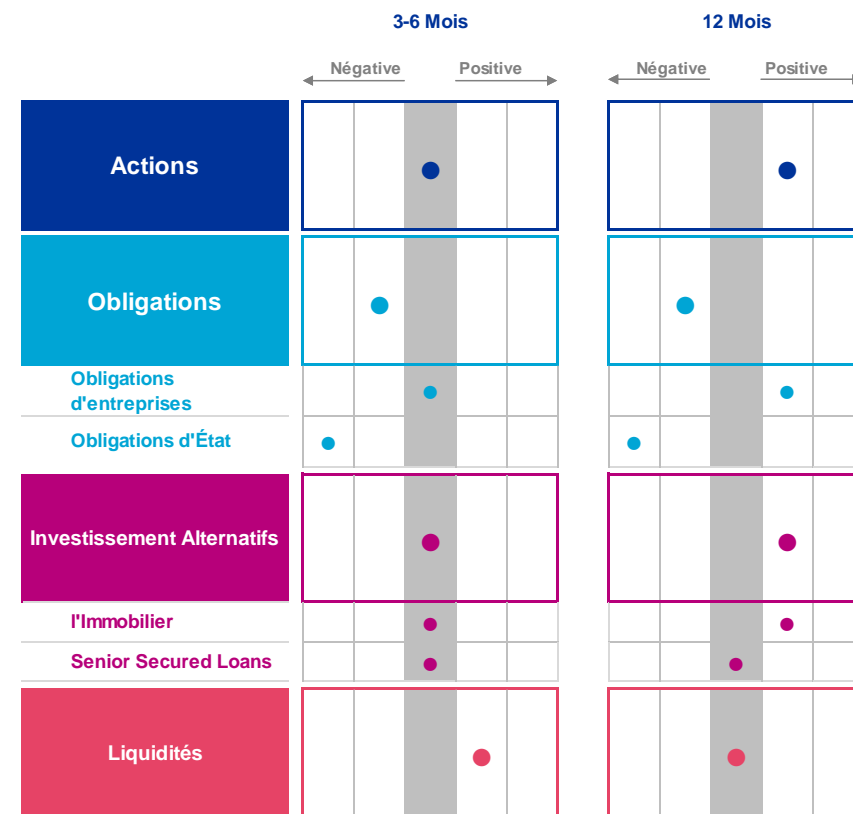 3-6 Mois
12 Mois
Négative
Positive
Négative
Positive
Actions
Obligations
Obligations
d'entreprises
Obligations d'État
Investissement Alternatifs
l'Immobilier
Senior Secured Loans
Liquidités